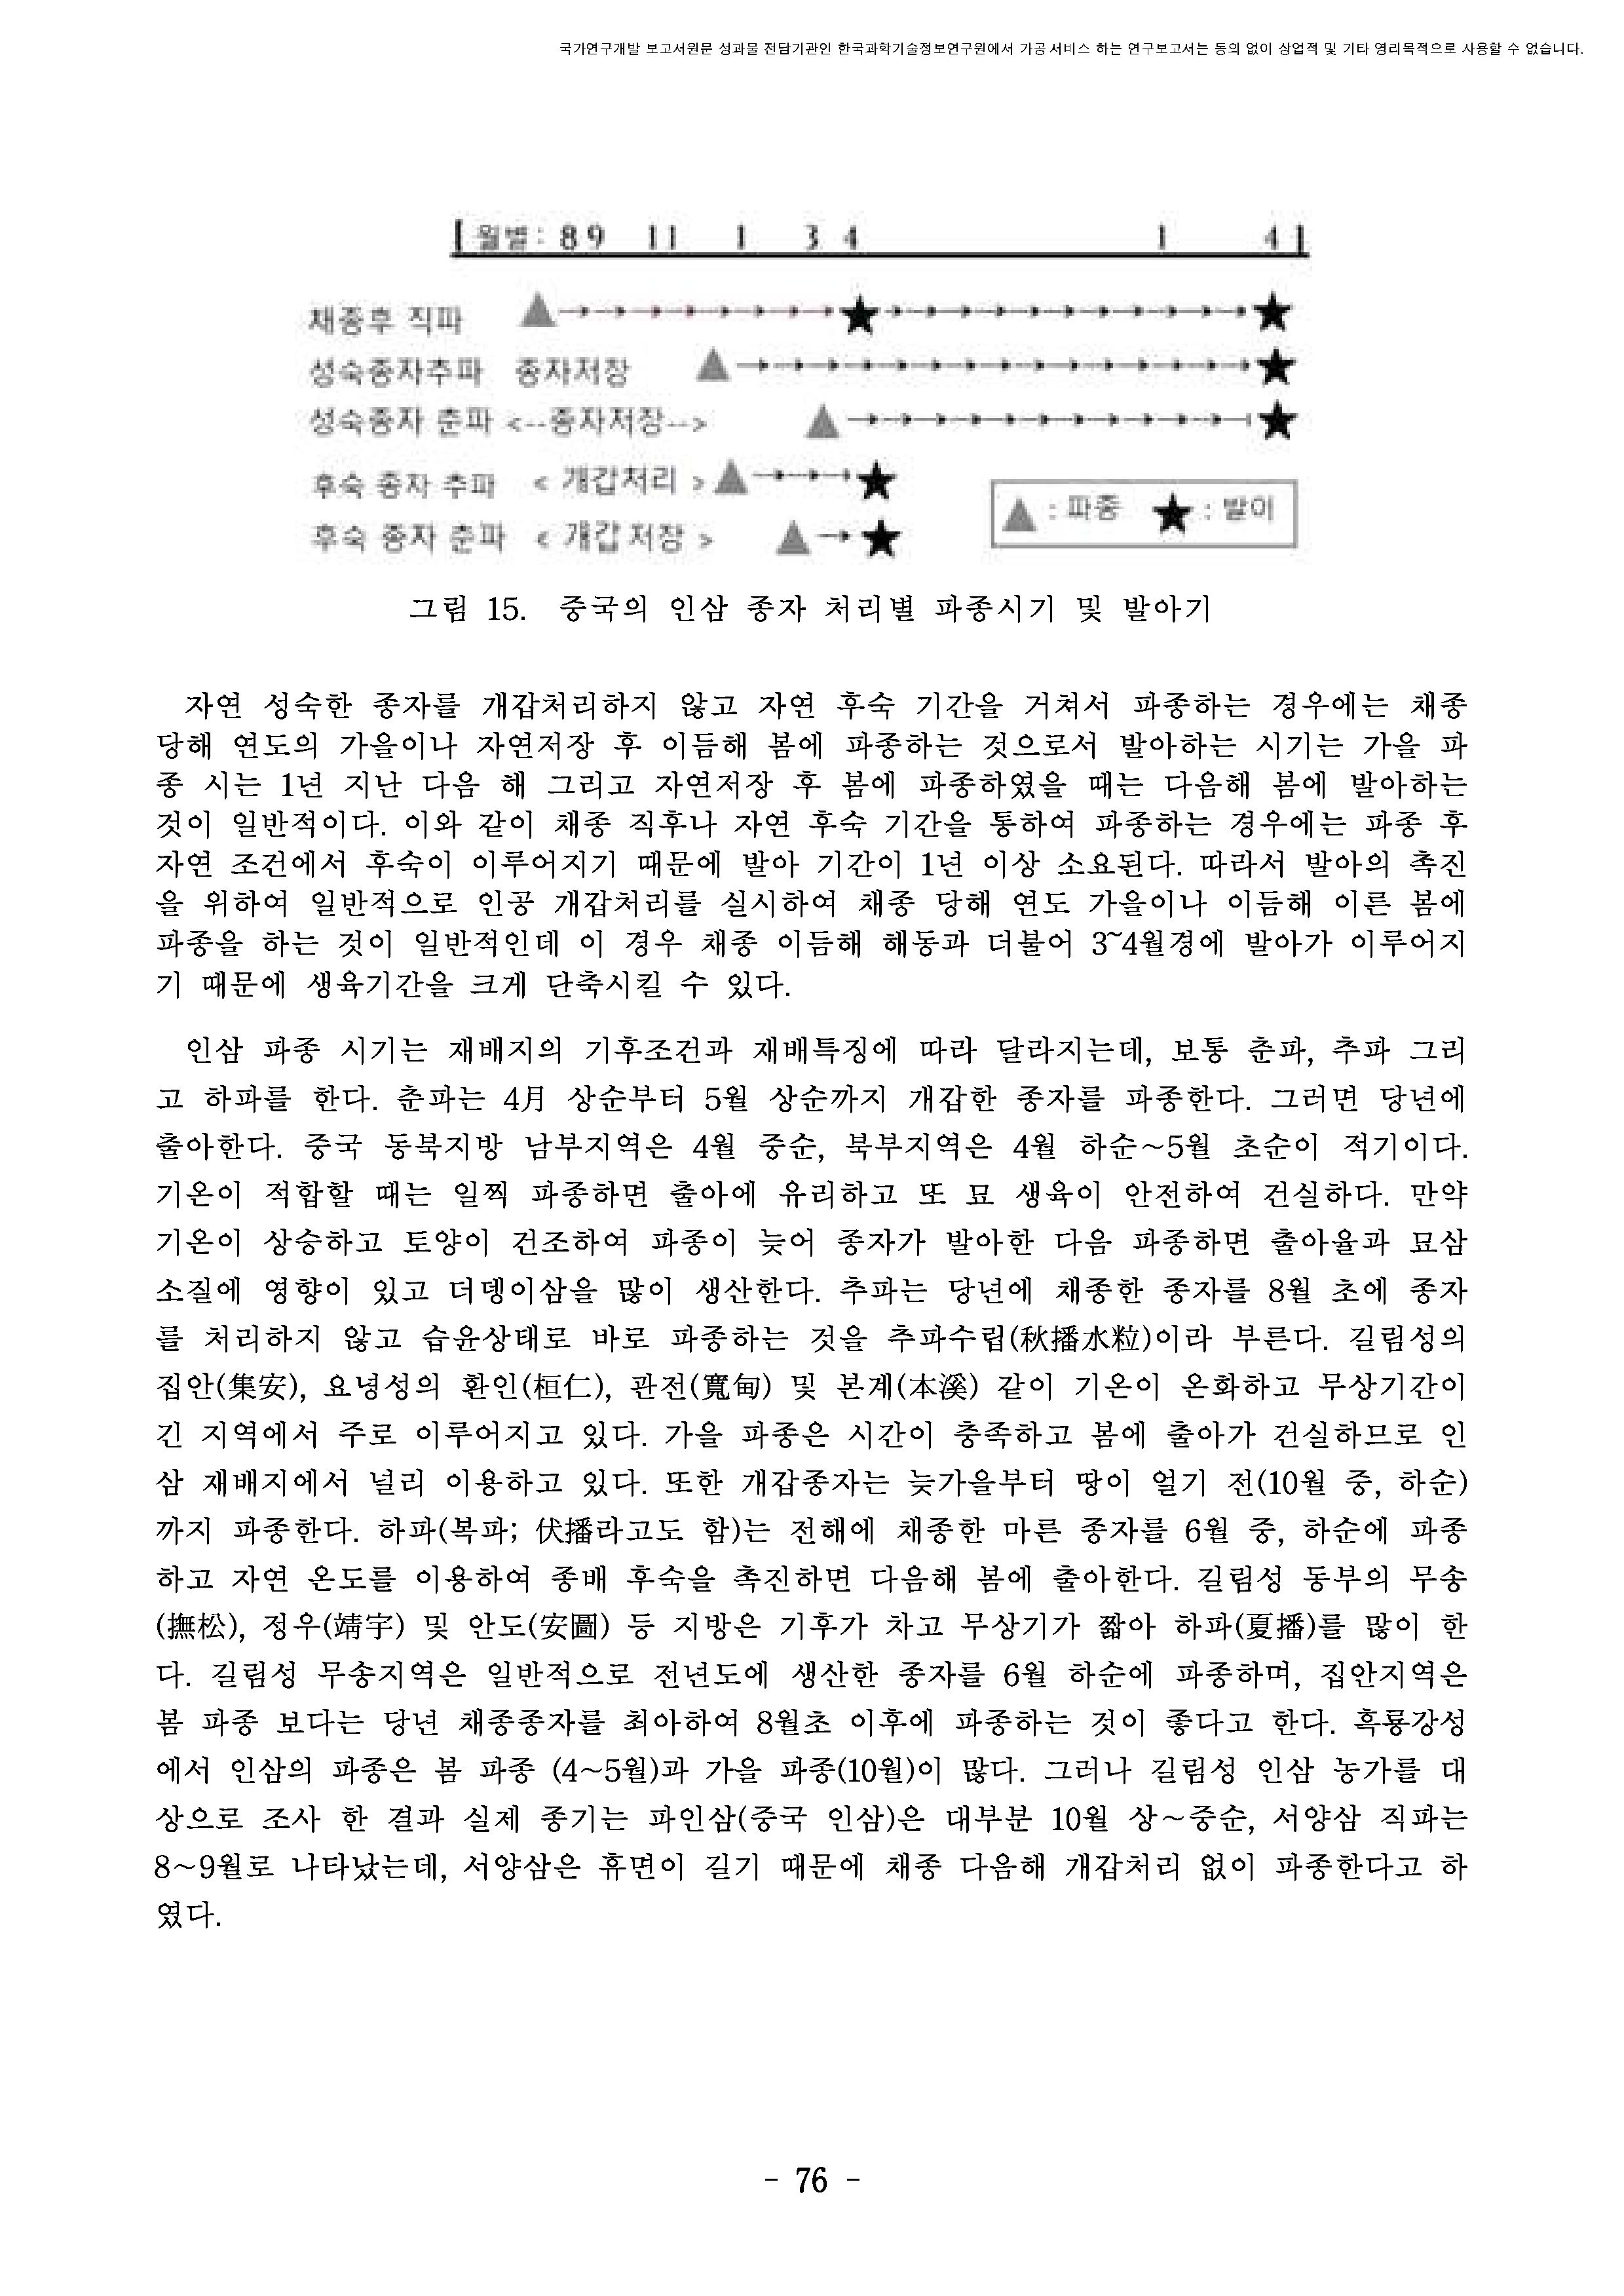 국가연구개발 보고서원문 성과물 전담기관인 한국과학기술정보연구원에서 가공·서비스 하는 연구보고서는 동의 없이 상업적 및 기타 영리목적으로 사용할 수 없습니다.
[ 월별: 8 9 11 1 3 4 1 4 ]
채종후 직파
성숙종자추파 종자저장
성숙종자 춘파 <--종자저장-->
후숙 종자 추파 < 개갑처리 >
▲ : 파종 ★ : 발아
후숙 종자 춘파 < 개갑 저장 >
그림 15. 중국의 인삼 종자 처리별 파종시기 및 발아기
자연 성숙한 종자를 개갑처리하지 않고 자연 후숙 기간을 거쳐서 파종하는 경우에는 채종
당해 연도의 가을이나 자연저장 후 이듬해 봄에 파종하는 것으로서 발아하는 시기는 가을 파
종 시는 1년 지난 다음 해 그리고 자연저장 후 봄에 파종하였을 때는 다음해 봄에 발아하는
것이 일반적이다. 이와 같이 채종 직후나 자연 후숙 기간을 통하여 파종하는 경우에는 파종 후
자연 조건에서 후숙이 이루어지기 때문에 발아 기간이 1년 이상 소요된다. 따라서 발아의 촉진
을 위하여 일반적으로 인공 개갑처리를 실시하여 채종 당해 연도 가을이나 이듬해 이른 봄에
파종을 하는 것이 일반적인데 이 경우 채종 이듬해 해동과 더불어 3~4월경에 발아가 이루어지
기 때문에 생육기간을 크게 단축시킬 수 있다.
인삼 파종 시기는 재배지의 기후조건과 재배특징에 따라 달라지는데, 보통 춘파, 추파 그리
고 하파를 한다. 춘파는 4月 상순부터 5월 상순까지 개갑한 종자를 파종한다. 그러면 당년에
출아한다. 중국 동북지방 남부지역은 4월 중순, 북부지역은 4월 하순~5월 초순이 적기이다.
기온이 적합할 때는 일찍 파종하면 출아에 유리하고 또 묘 생육이 안전하여 건실하다. 만약
기온이 상승하고 토양이 건조하여 파종이 늦어 종자가 발아한 다음 파종하면 출아율과 묘삼
소질에 영향이 있고 더뎅이삼을 많이 생산한다. 추파는 당년에 채종한 종자를 8월 초에 종자
를 처리하지 않고 습윤상태로 바로 파종하는 것을 추파수립(秋播水粒)이라 부른다. 길림성의
집안(集安), 요녕성의 환인(桓仁), 관전(寬甸) 및 본계(本溪) 같이 기온이 온화하고 무상기간이
긴 지역에서 주로 이루어지고 있다. 가을 파종은 시간이 충족하고 봄에 출아가 건실하므로 인
삼 재배지에서 널리 이용하고 있다. 또한 개갑종자는 늦가을부터 땅이 얼기 전(10월 중, 하순)
까지 파종한다. 하파(복파; 伏播라고도 함)는 전해에 채종한 마른 종자를 6월 중, 하순에 파종
하고 자연 온도를 이용하여 종배 후숙을 촉진하면 다음해 봄에 출아한다. 길림성 동부의 무송
(撫松), 정우(靖宇) 및 안도(安圖) 등 지방은 기후가 차고 무상기가 짧아 하파(夏播)를 많이 한
다. 길림성 무송지역은 일반적으로 전년도에 생산한 종자를 6월 하순에 파종하며, 집안지역은
봄 파종 보다는 당년 채종종자를 최아하여 8월초 이후에 파종하는 것이 좋다고 한다. 흑룡강성
에서 인삼의 파종은 봄 파종 (4~5월)과 가을 파종(10월)이 많다. 그러나 길림성 인삼 농가를 대
상으로 조사 한 결과 실제 종기는 파인삼(중국 인삼)은 대부분 10월 상~중순, 서양삼 직파는
8~9월로 나타났는데, 서양삼은 휴면이 길기 때문에 채종 다음해 개갑처리 없이 파종한다고 하
였다.
- 76 -